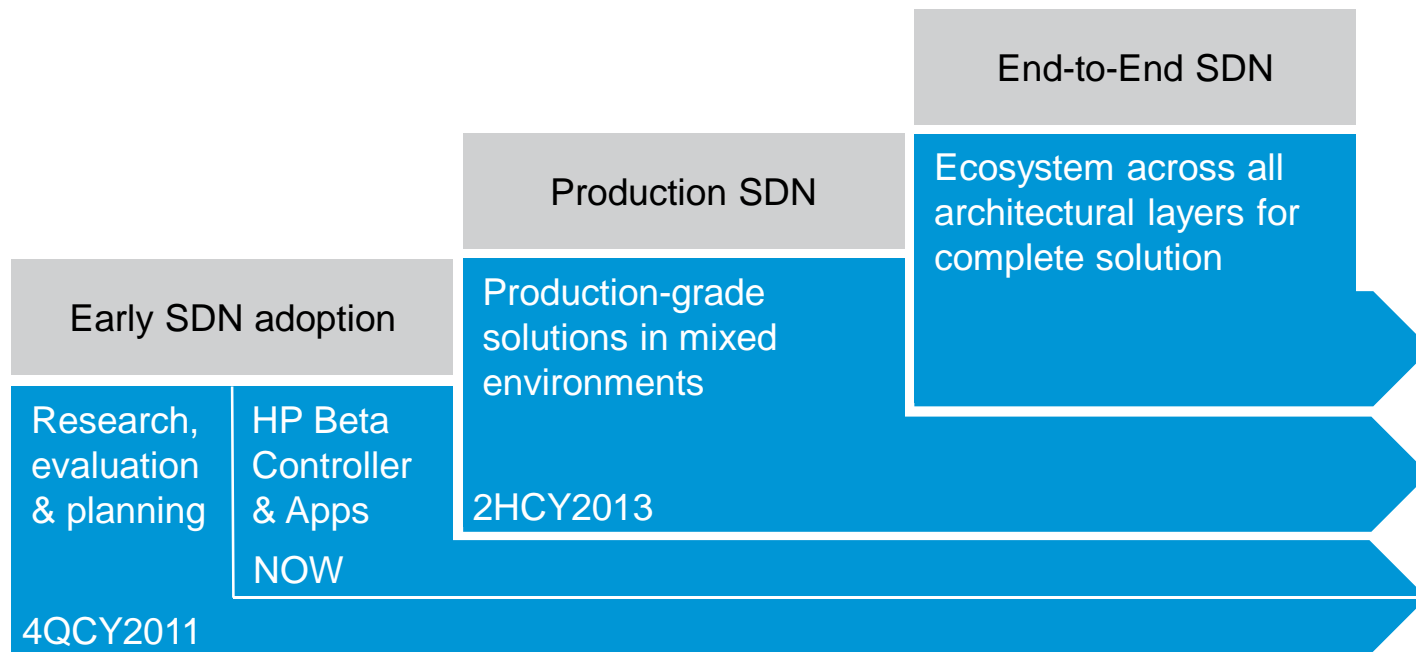 End-to-End SDN
Ecosystem across all
architectural layers for
complete solution
Production SDN
Production-grade
solutions in mixed
environments
2HCY2013
Early SDN adoption
Research,
evaluation
& planning
4QCY2011
HP Beta
Controller
& Apps
NOW